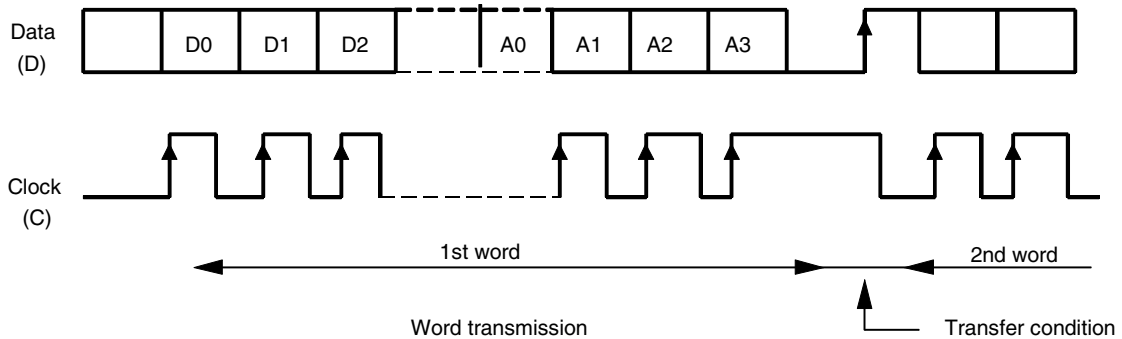 Data
(D)
D0 D1 D2 A0 A1 A2 A3
Clock
(C)
1st word 2nd word
Word transmission Transfer condition